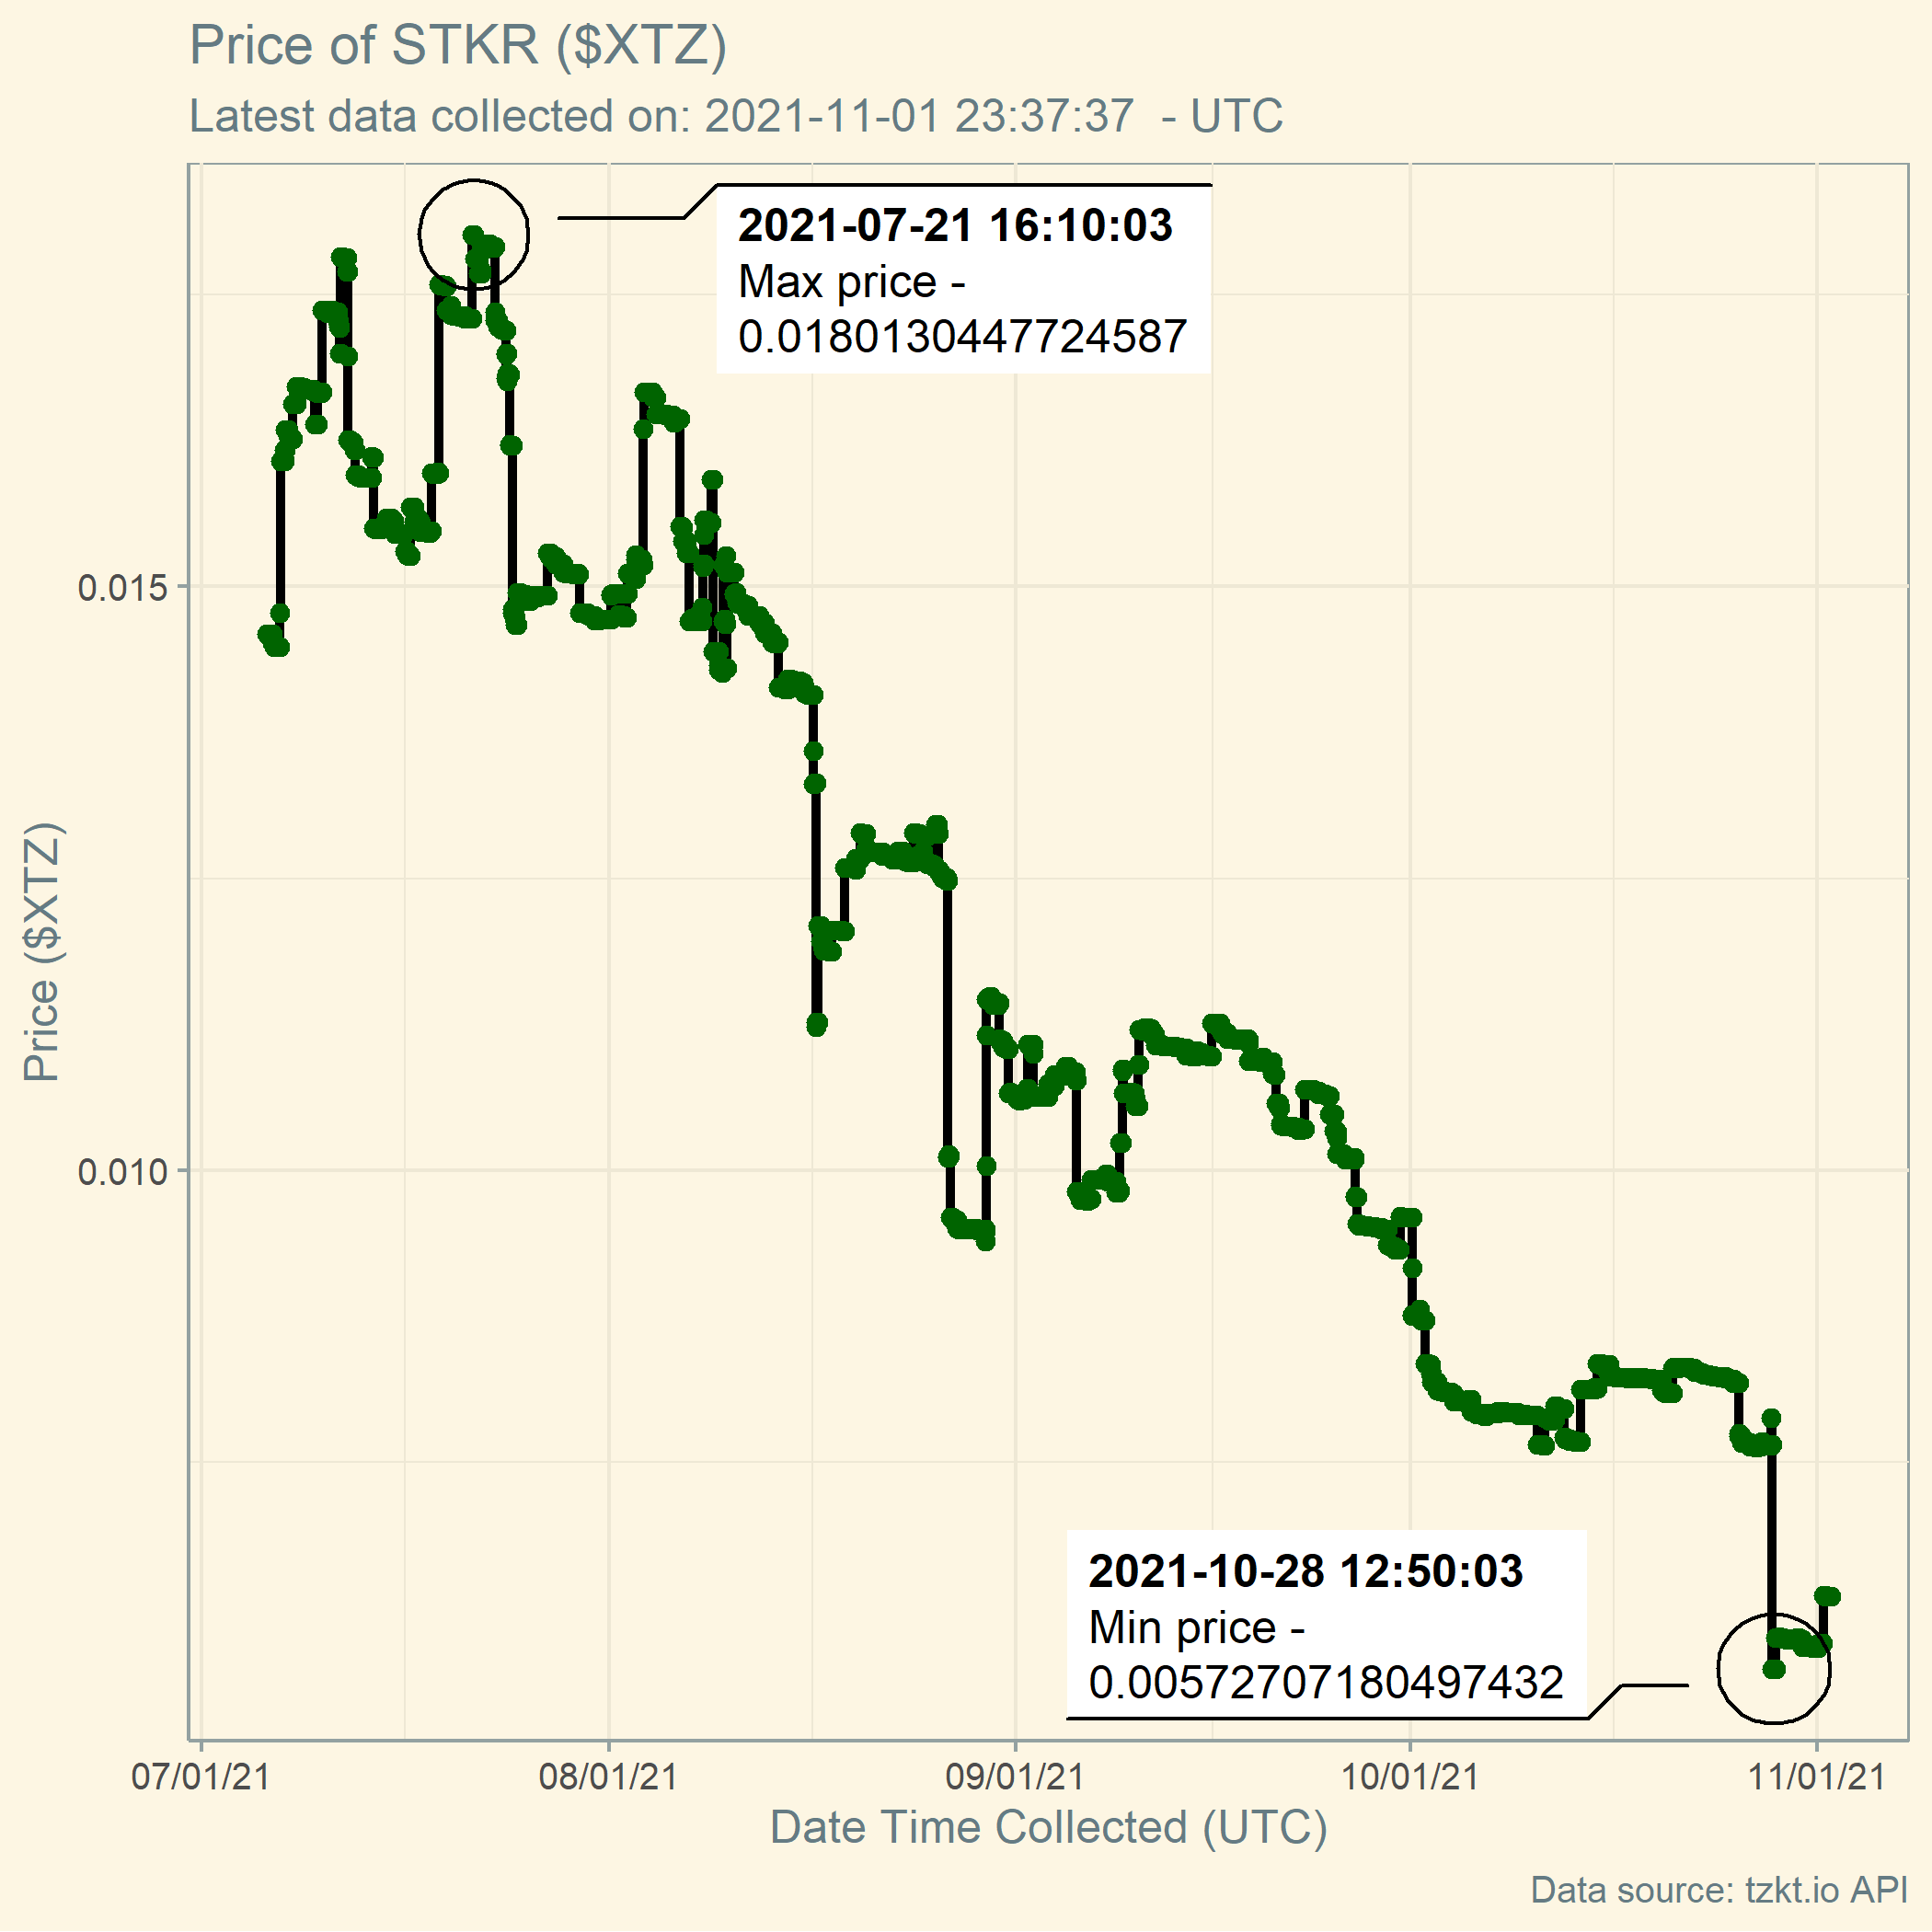 Price of STKR ($XTZ)
Latest data collected on: 2021-11-01 23:37:37  - UTC
2021-07-21 16:10:03
Max price -
0.0180130447724587
0.015
Price ($XTZ)
0.010
2021-10-28 12:50:03
Min price -
0.00572707180497432
07/01/21 08/01/21 09/01/21 10/01/21 11/01/21
Date Time Collected (UTC)
Data source: tzkt.io API